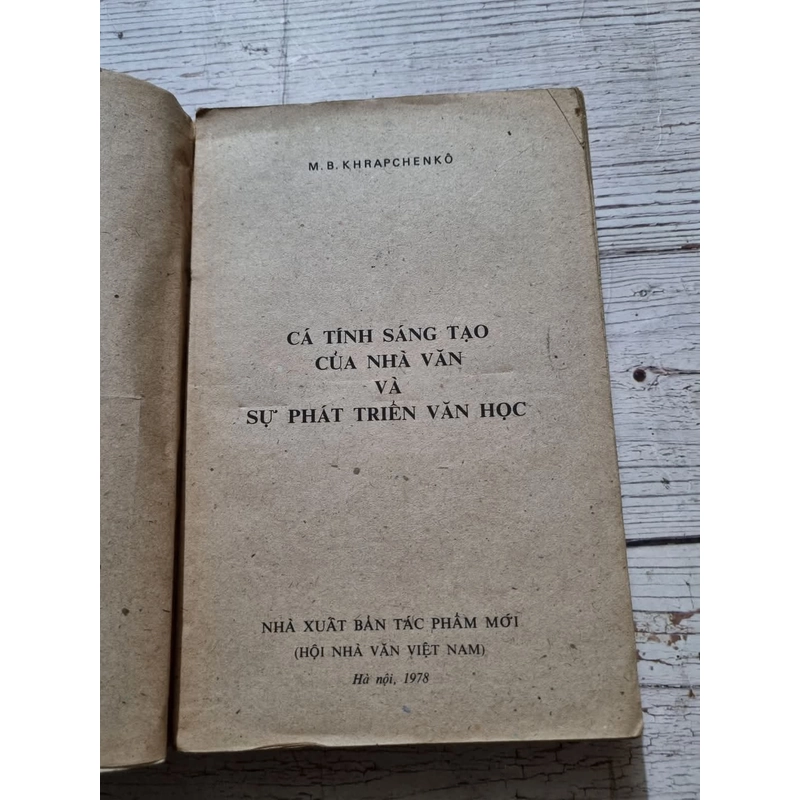 M. B. KHRAPCHENKÔ
CÁ TÍNH SÁNG TẠO
CỦA NHÀ VĂN
VÀ
SỰ PHÁT TRIỂN VĂN HỌC
NHÀ XUẤT BẢN TÁC PHẨM MỚI
(HỘI NHÀ VĂN VIỆT NAM)
Hà nội, 1978